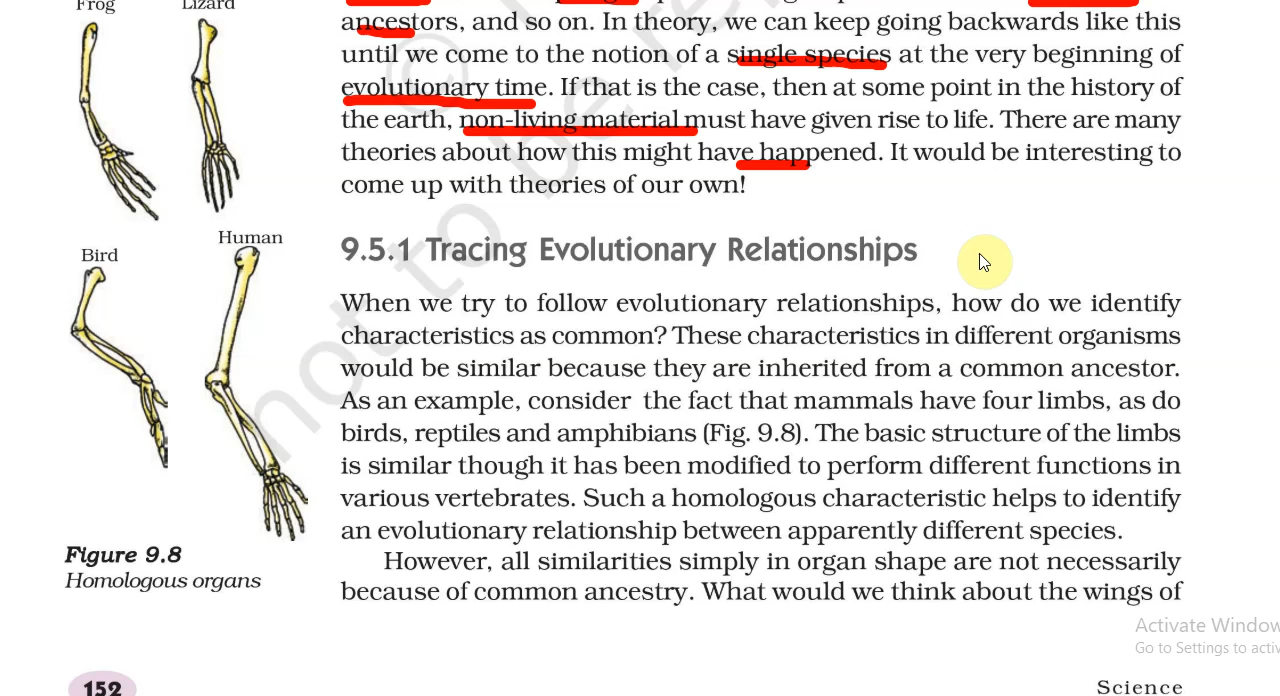 Frog
Lizard
ancestors, and so on. In theory, we can keep going backwards like this
until we come to the notion of a single species at the very beginning of
evolutionary time. If that is the case, then at some point in the history of
the earth, non-living material must have given rise to life. There are many
theories about how this might have happened. It would be interesting to
come up with theories of our own!
Bird
Human
Figure 9.8
Homologous organs
9.5.1 Tracing Evolutionary Relationships
When we try to follow evolutionary relationships, how do we identify
characteristics as common? These characteristics in different organisms
would be similar because they are inherited from a common ancestor.
As an example, consider the fact that mammals have four limbs, as do
birds, reptiles and amphibians (Fig. 9.8). The basic structure of the limbs
is similar though it has been modified to perform different functions in
various vertebrates. Such a homologous characteristic helps to identify
an evolutionary relationship between apparently different species.
However, all similarities simply in organ shape are not necessarily
because of common ancestry. What would we think about the wings of
not to be re
Activate Window
Go to Settings to activ
152
Science